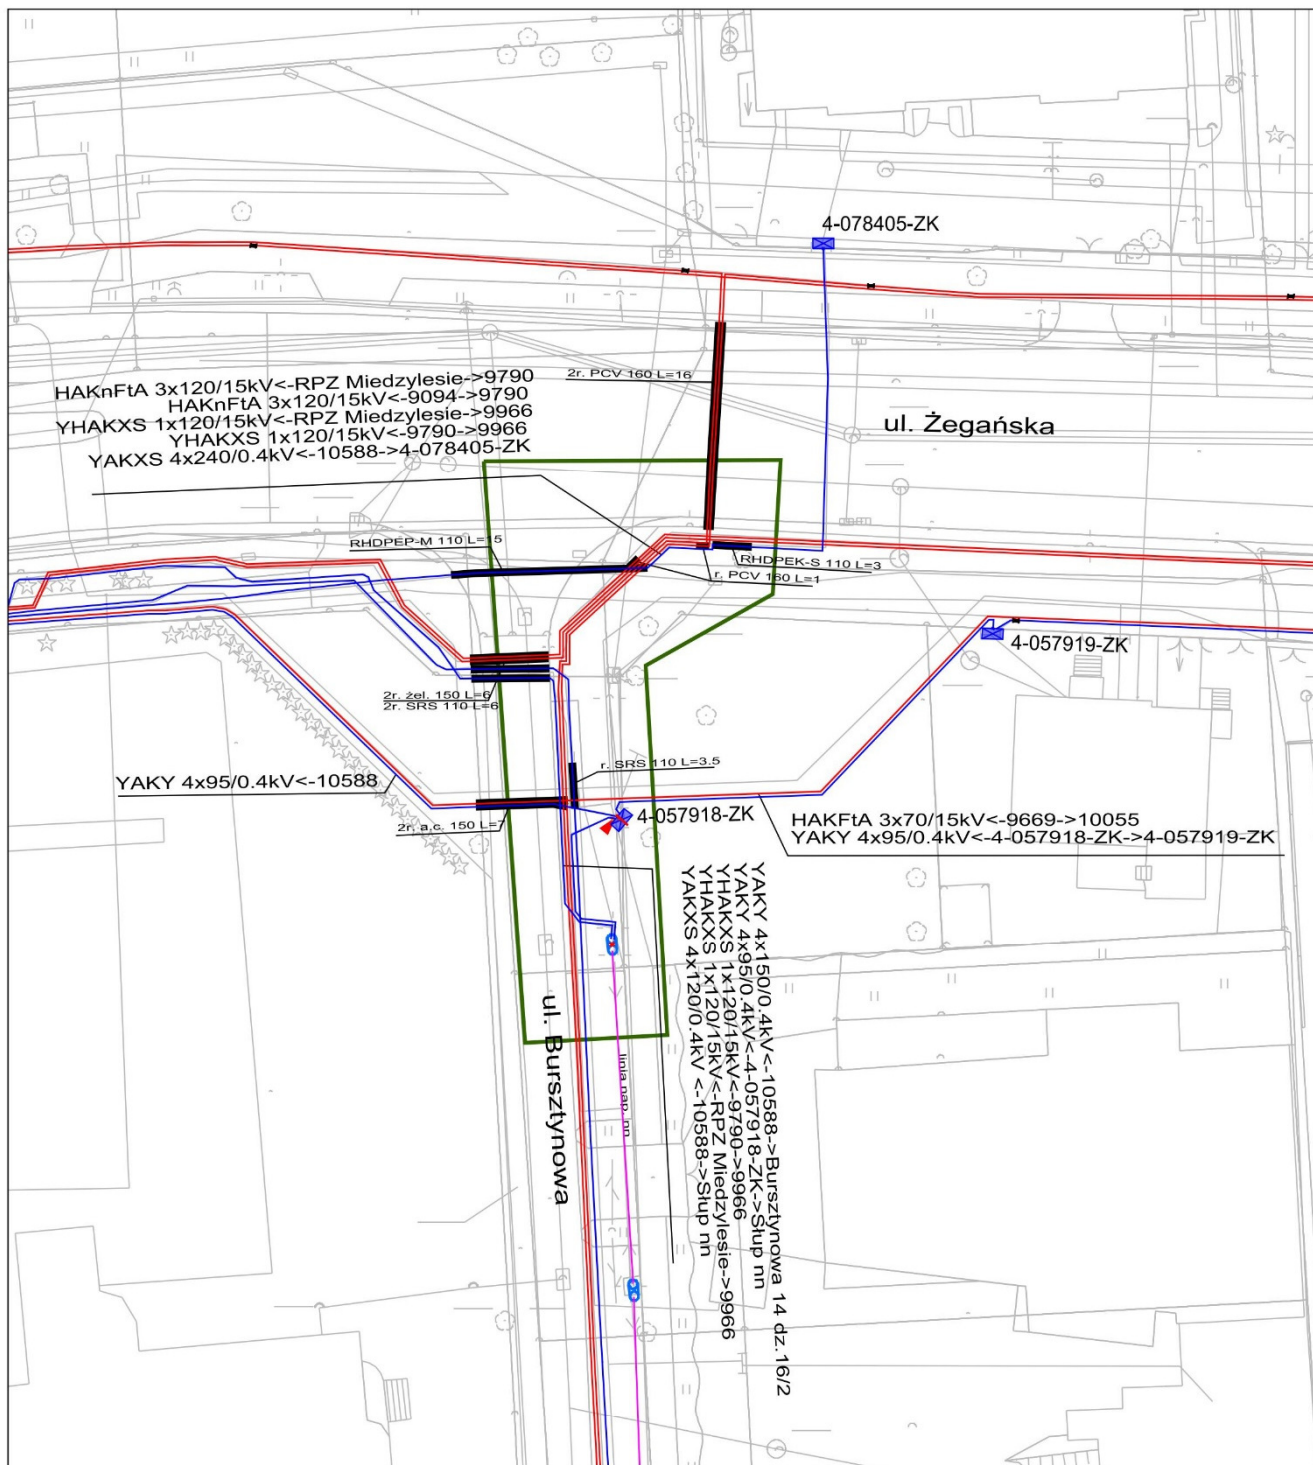 4-078405-ZK
HAKnFtA 3x120/15kV<-RPZ Miedzylesie->9790
HAKnFtA 3x120/15kV<-9094->9790
YHAKXS 1x120/15kV<-RPZ Miedzylesie->9966
YHAKXS 1x120/15kV<-9790->9966
YAKXS 4x240/0.4kV<-10588->4-078405-ZK
2r. PCV 160 L=16
ul. Żegańska
RHDPEP-M 110 L=15
RHDPEK-S 110 L=3
r. PCV 160 L=1
4-057919-ZK
2r. żel. 150 L=6
2r. SRS 110 L=6
r. SRS 110 L=3.5
YAKY 4x95/0.4kV<-10588
2r. a.c. 150 L=7
4-057918-ZK
HAKFtA 3x70/15kV<-9669->10055
YAKY 4x95/0.4kV<-4-057918-ZK->4-057919-ZK
YAKY 4x150/0.4kV<-10588->Bursztynowa 14 dz.16/2
YAKY 4x95/0.4kV<-4-057918-ZK->Słup nn
YHAKXS 1x120/15kV<-9790->9966
YHAKXS 1x120/15kV<-RPZ Miedzylesie->9966
YAKXS 4x120/0.4kV <-10588->Słup nn
ul. Bursztynowa
linia nap. nn